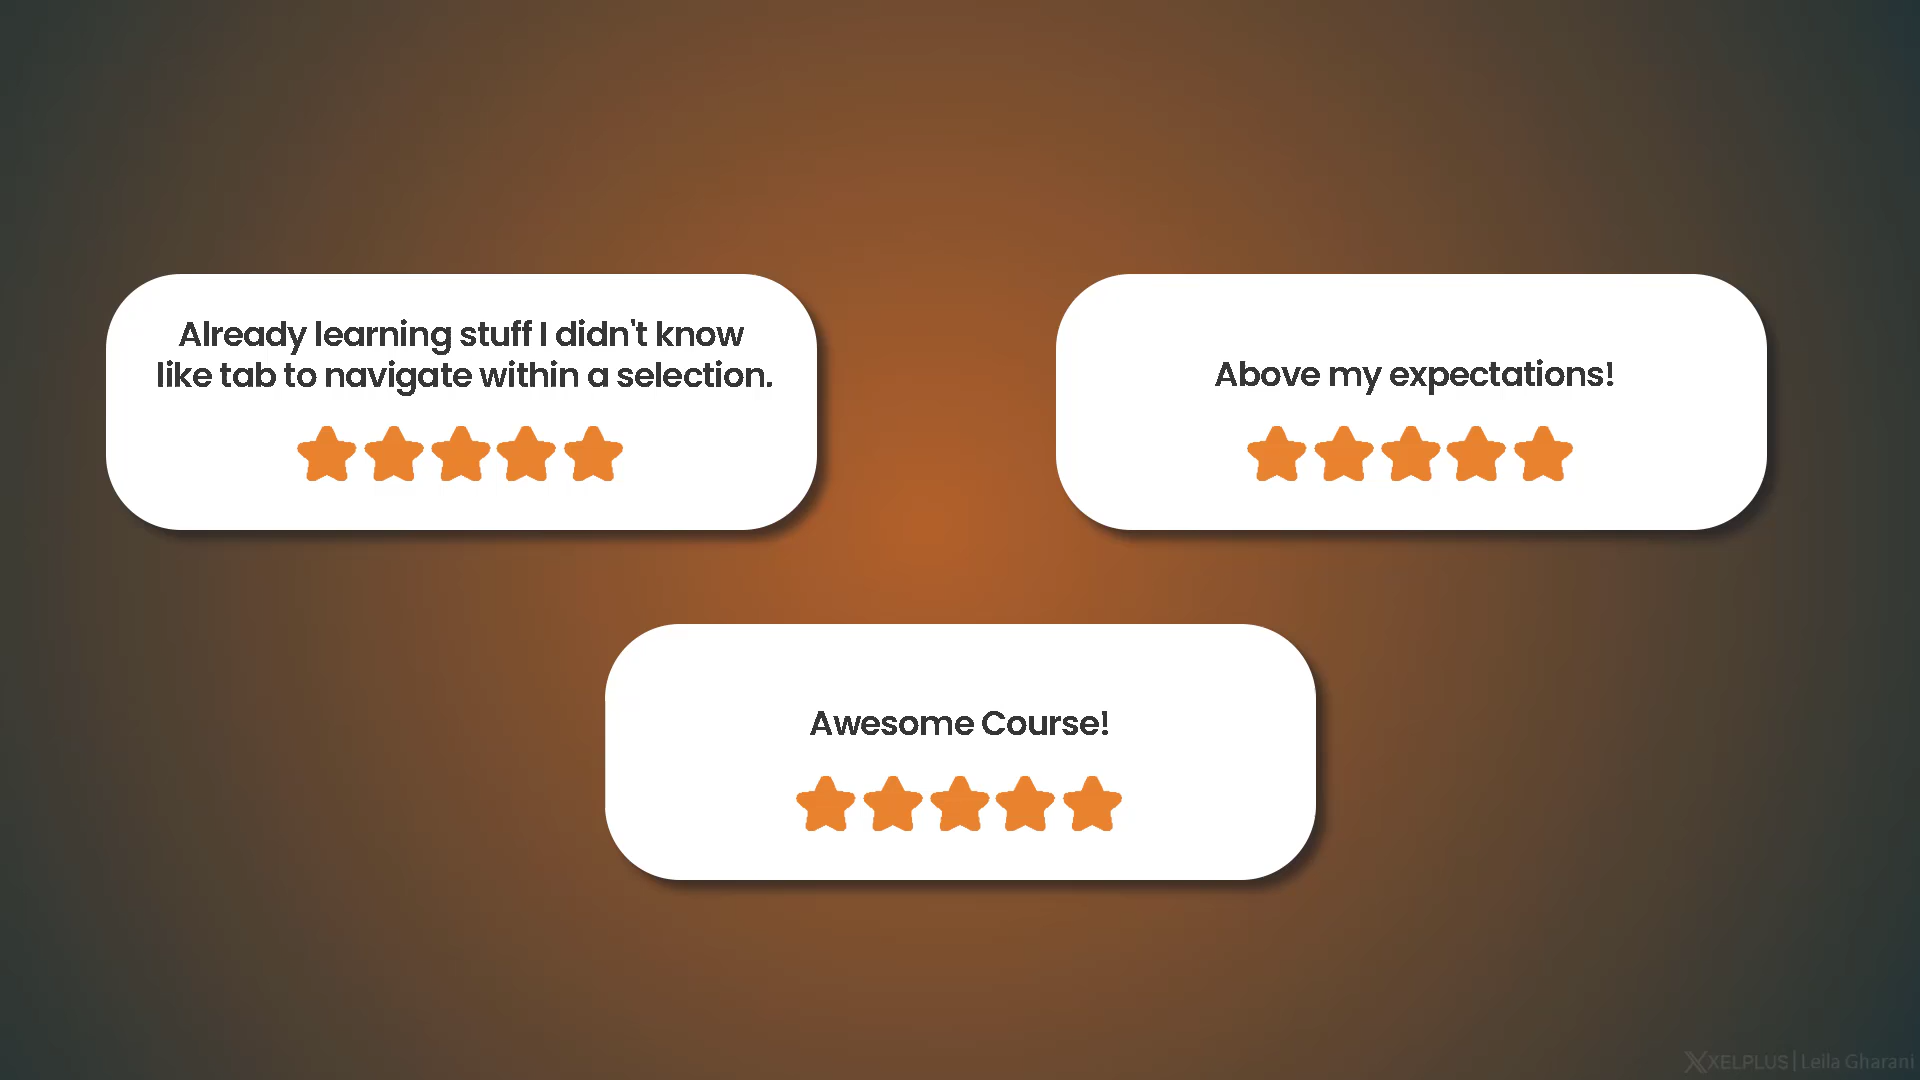 Already learning stuff I didn't know
like tab to navigate within a selection.
Above my expectations!
Awesome Course!
XELPLUS | Leila Gharani